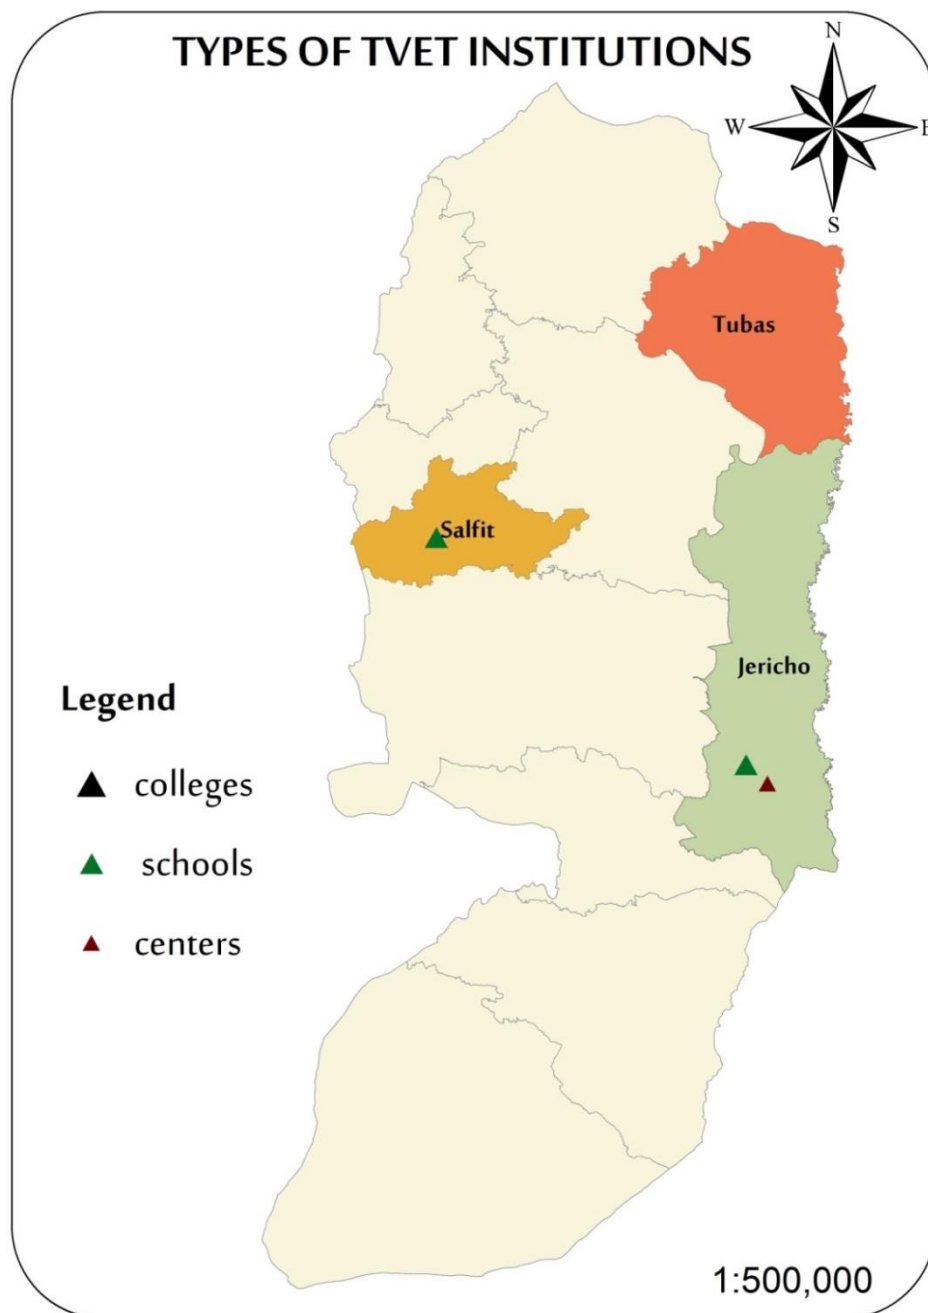 TYPES OF TVET INSTITUTIONS
N
W
E
S
Tubas
Salfit
Jericho
Legend
colleges
schools
centers
1:500,000